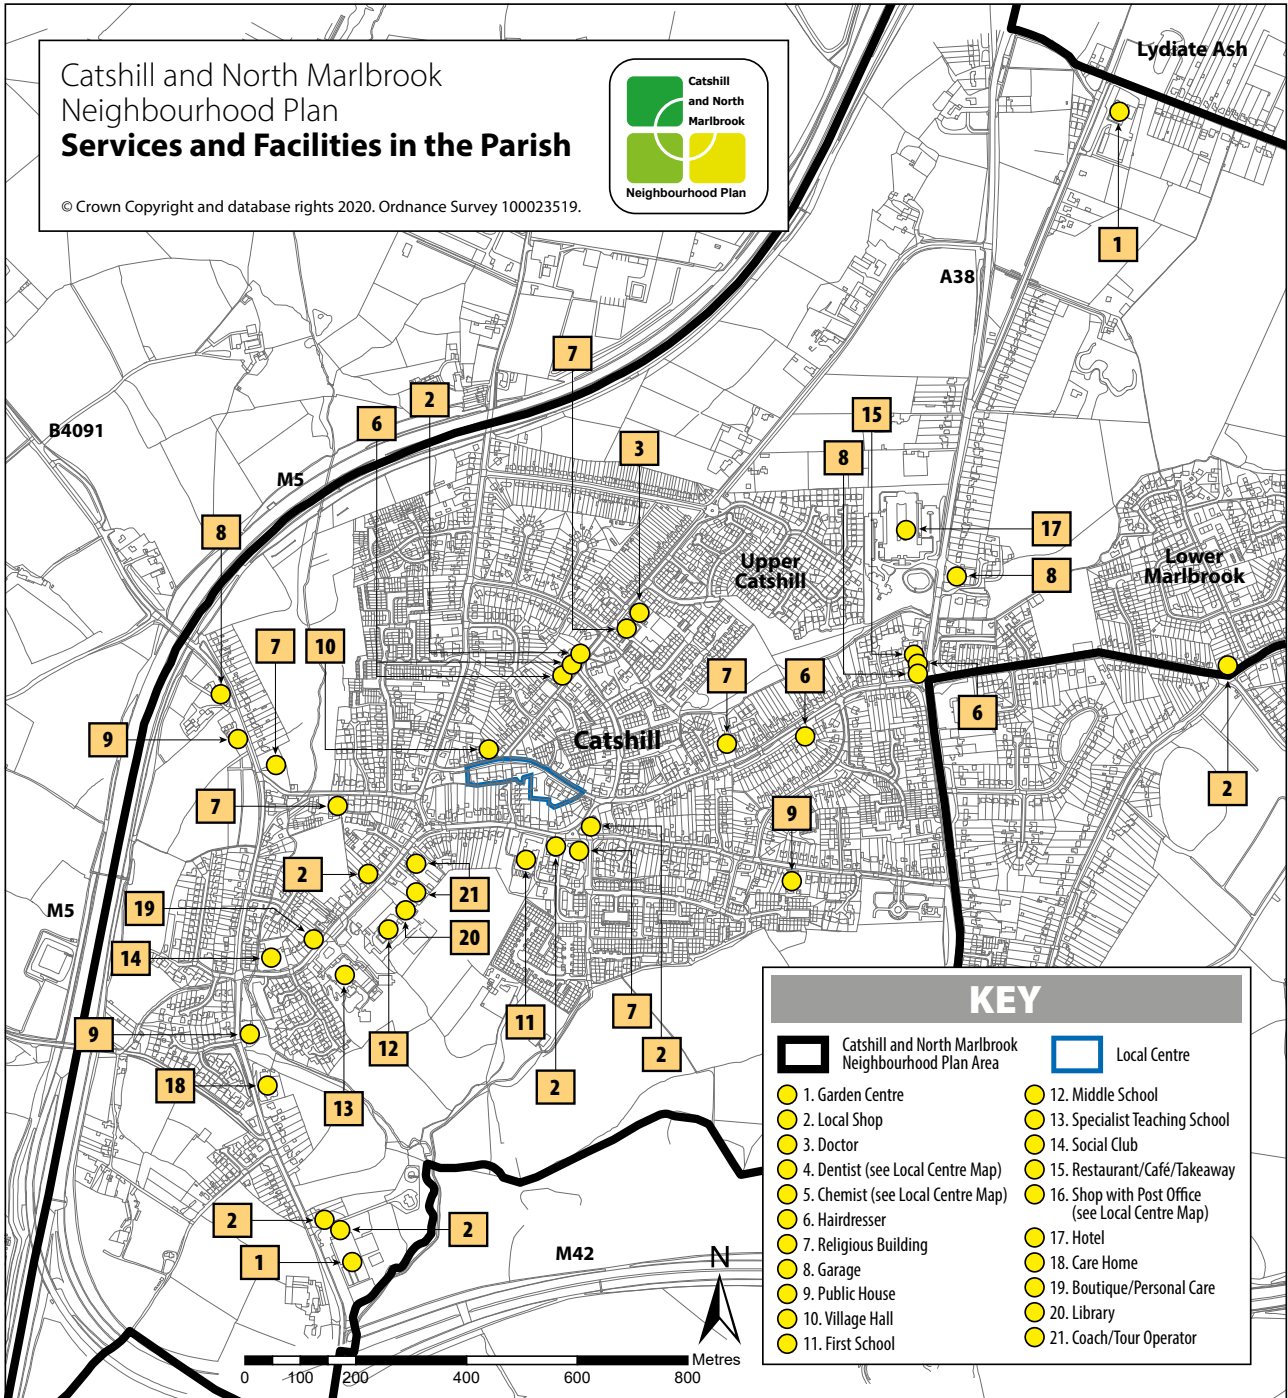 Catshill and North Marlbrook
Neighbourhood Plan
Services and Facilities in the Parish
© Crown Copyright and database rights 2020. Ordnance Survey 100023519.
Catshill
and North
Marlbrook
Neighbourhood Plan
Lydiate Ash
1
A38
7
2
6
15
B4091
3
8
M5
8
17
Upper
Catshill
Lower
Marlbrook
8
7
10
7
6
6
9
Catshill
2
7
9
2
21
19
M5
20
14
11
7
9
12
2
2
18
13
2
2
1
M42
N
0
100
200
400
600
800
Metres
KEY
Catshill and North Marlbrook
Neighbourhood Plan Area
Local Centre
1. Garden Centre
2. Local Shop
3. Doctor
4. Dentist (see Local Centre Map)
5. Chemist (see Local Centre Map)
6. Hairdresser
7. Religious Building
8. Garage
9. Public House
10. Village Hall
11. First School
12. Middle School
13. Specialist Teaching School
14. Social Club
15. Restaurant/Café/Takeaway
16. Shop with Post Office
(see Local Centre Map)
17. Hotel
18. Care Home
19. Boutique/Personal Care
20. Library
21. Coach/Tour Operator